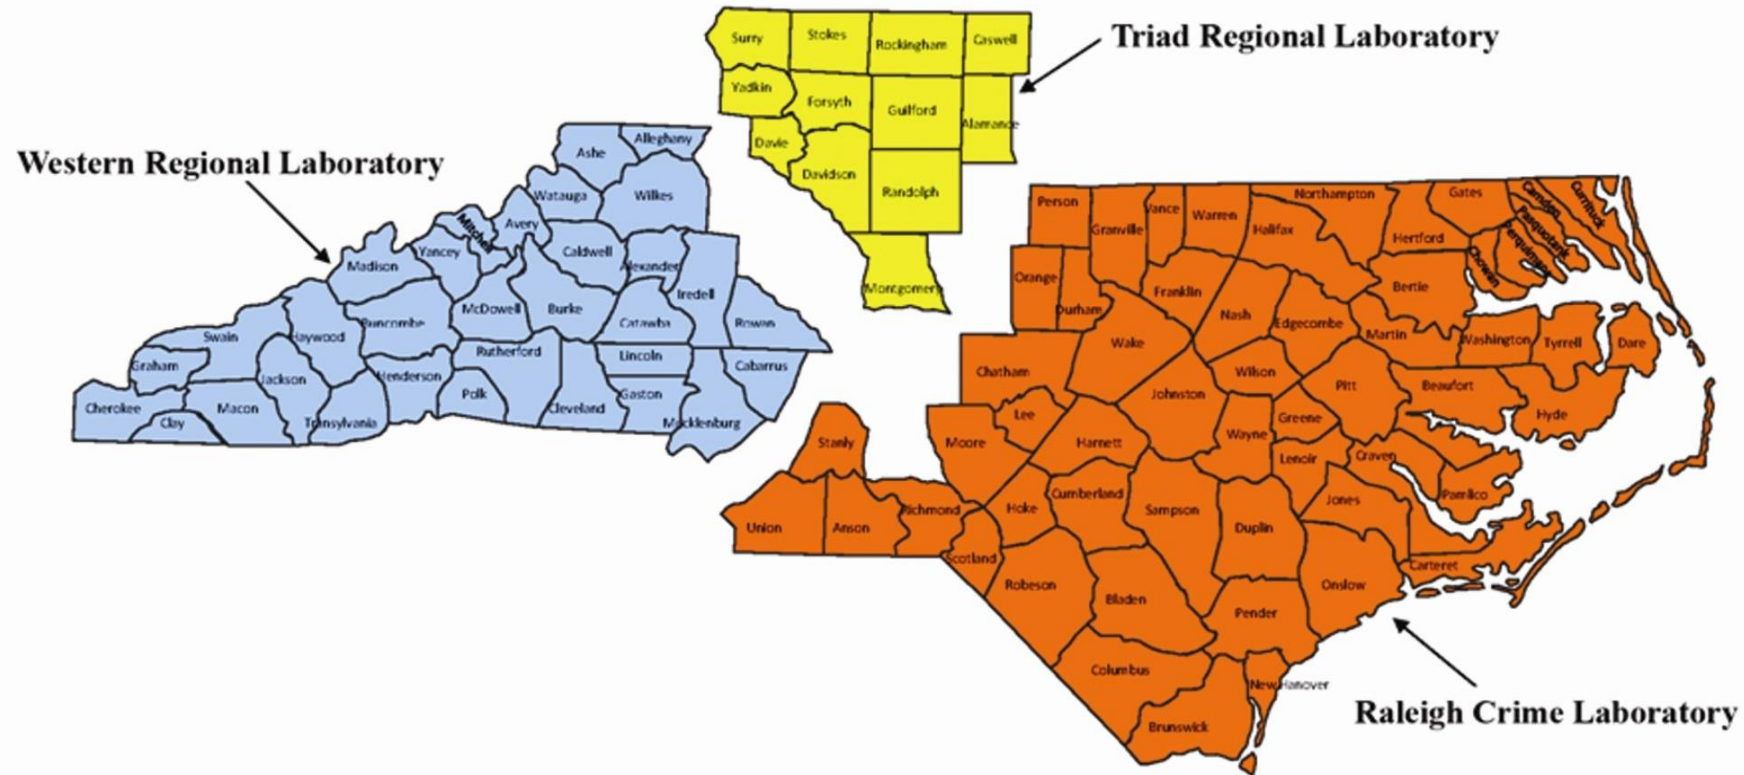 Triad Regional Laboratory
Surry
Stokes
Rockingham
Caswell
Yadkin
Forsyth
Guilford
Alamance
Davie
Davidson
Randolph
Montgomery
Western Regional Laboratory
Alleghany
Ashe
Watauga
Wilkes
Mitchell
Avery
Yancey
Caldwell
Alexander
Madison
Iredell
McDowell
Burke
Buncombe
Catawba
Rowan
Swain
Haywood
Rutherford
Lincoln
Graham
Jackson
Henderson
Cabarrus
Polk
Gaston
Cherokee
Macon
Cleveland
Clay
Transylvania
Mecklenburg
Person
Granville
Vance
Warren
Northampton
Halifax
Gates
Camden
Currituck
Pasquotank
Perquimans
Hertford
Chowan
Orange
Durham
Franklin
Bertie
Nash
Edgecombe
Martin
Washington
Tyrrell
Dare
Wake
Chatham
Wilson
Johnston
Pitt
Beaufort
Hyde
Lee
Greene
Stanly
Moore
Harnett
Wayne
Lenoir
Craven
Cumberland
Pamlico
Jones
Richmond
Hoke
Sampson
Union
Anson
Duplin
Scotland
Carteret
Robeson
Onslow
Bladen
Pender
Columbus
New Hanover
Brunswick
Raleigh Crime Laboratory